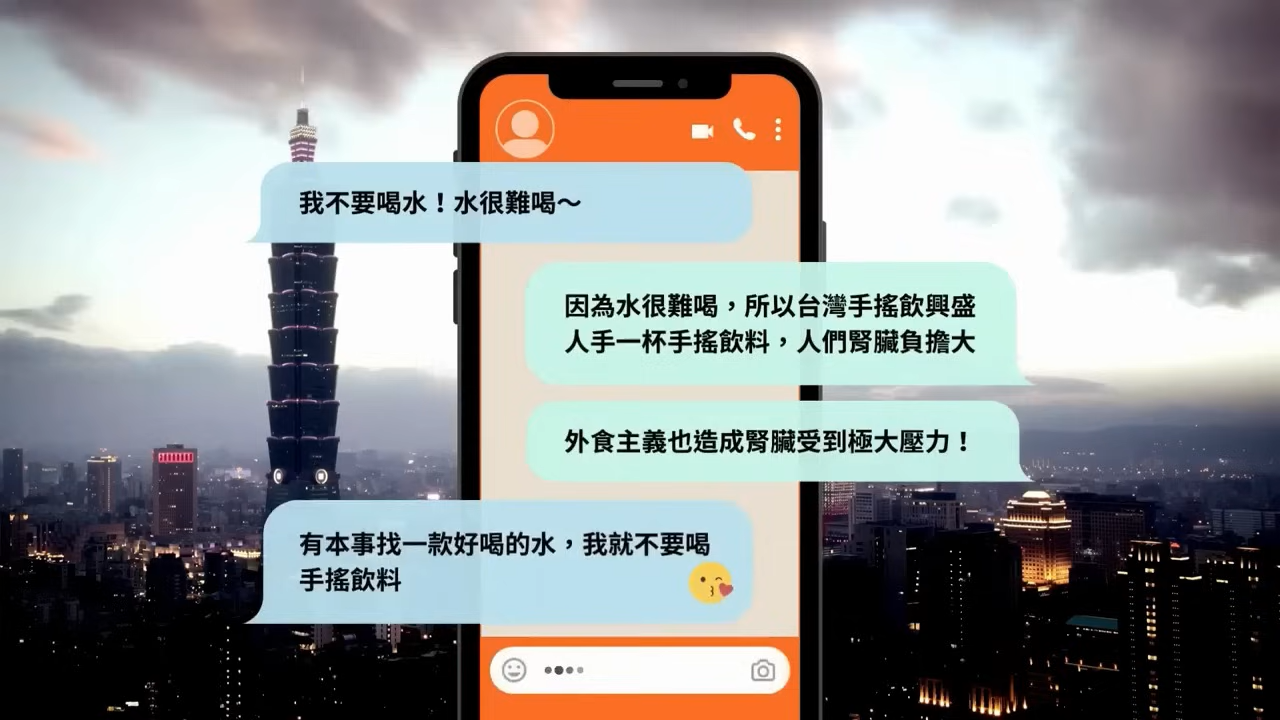 我不要喝水！水很難喝～
因為水很難喝，所以台灣手搖飲興盛
人手一杯手搖飲料，人們腎臟負擔大
外食主義也造成腎臟受到極大壓力！
有本事找一款好喝的水，我就不要喝
手搖飲料